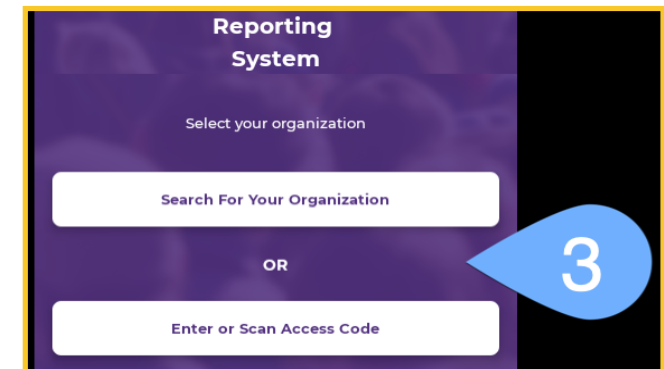 Reporting
System
Select your organization
Search For Your Organization
OR
3
Enter or Scan Access Code